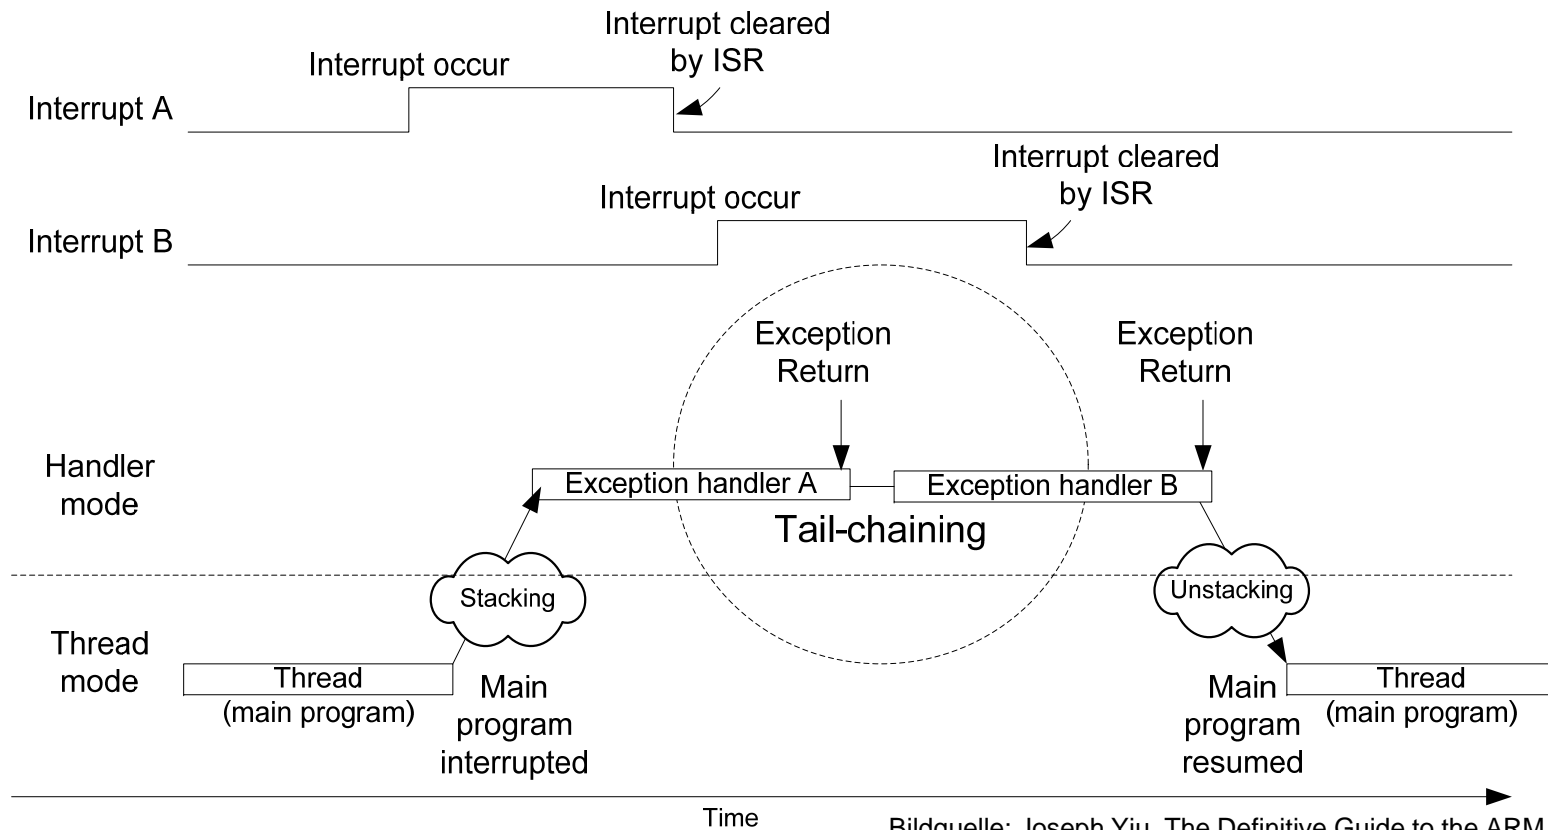 Interrupt cleared
by ISR
Interrupt occur
Interrupt A
Interrupt cleared
by ISR
Interrupt occur
Interrupt B
Exception
Return
Exception
Return
Handler
mode
Exception handler A
Exception handler B
Tail-chaining
Stacking
Unstacking
Thread
mode
Thread
(main program)
Main
program
interrupted
Main
program
resumed
Thread
(main program)
Time
Bildquelle: Joseph Yiu, The Definitive Guide to the ARM